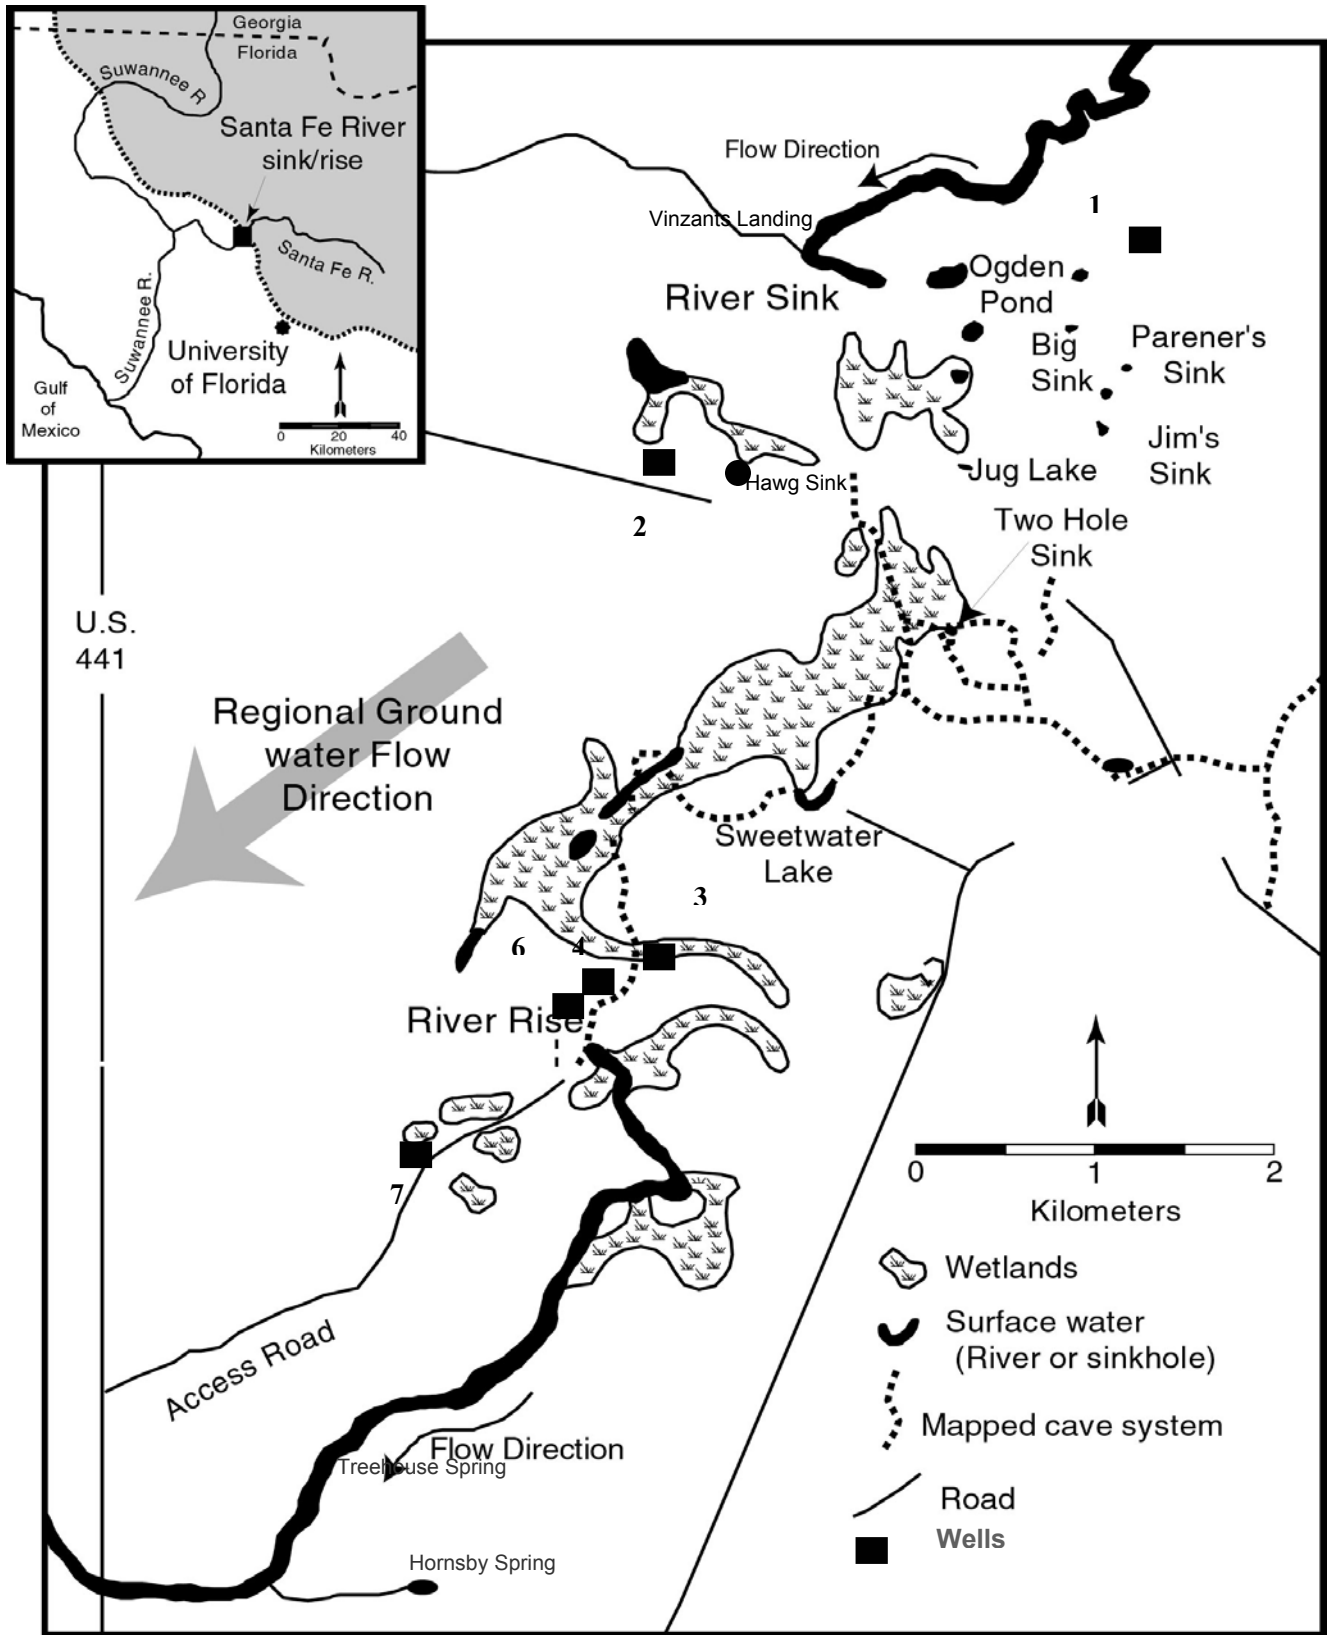 Georgia
Florida
Suwannee R
Santa Fe River
sink/rise
Santa Fe R.
Suwannee R.
University
of Florida
Gulf
of
Mexico
0 20 40
Kilometers
Flow Direction
Vinzants Landing
1
River Sink
Ogden
Pond
Big
Sink
Parener's
Sink
Jim's
Sink
Jug Lake
Hawg Sink
2
Two Hole
Sink
U.S.
441
Regional Ground
water Flow
Direction
Sweetwater
Lake
3
6
4
River Rise
7
Access Road
Flow Direction
Treehouse Spring
Hornsby Spring
0 1 2
Kilometers
Wetlands
Surface water
(River or sinkhole)
Mapped cave system
Road
Wells